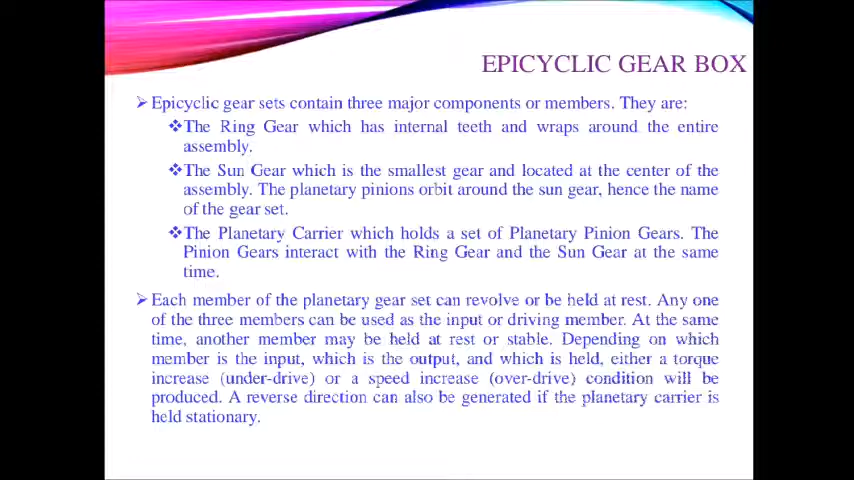 EPICYCLIC GEAR BOX
➢Epicyclic gear sets contain three major components or members. They are:
❖The Ring Gear which has internal teeth and wraps around the entire
assembly.
❖The Sun Gear which is the smallest gear and located at the center of the
assembly. The planetary pinions orbit around the sun gear, hence the name
of the gear set.
❖The Planetary Carrier which holds a set of Planetary Pinion Gears. The
Pinion Gears interact with the Ring Gear and the Sun Gear at the same
time.
➢Each member of the planetary gear set can revolve or be held at rest. Any one
of the three members can be used as the input or driving member. At the same
time, another member may be held at rest or stable. Depending on which
member is the input, which is the output, and which is held, either a torque
increase (under-drive) or a speed increase (over-drive) condition will be
produced. A reverse direction can also be generated if the planetary carrier is
held stationary.